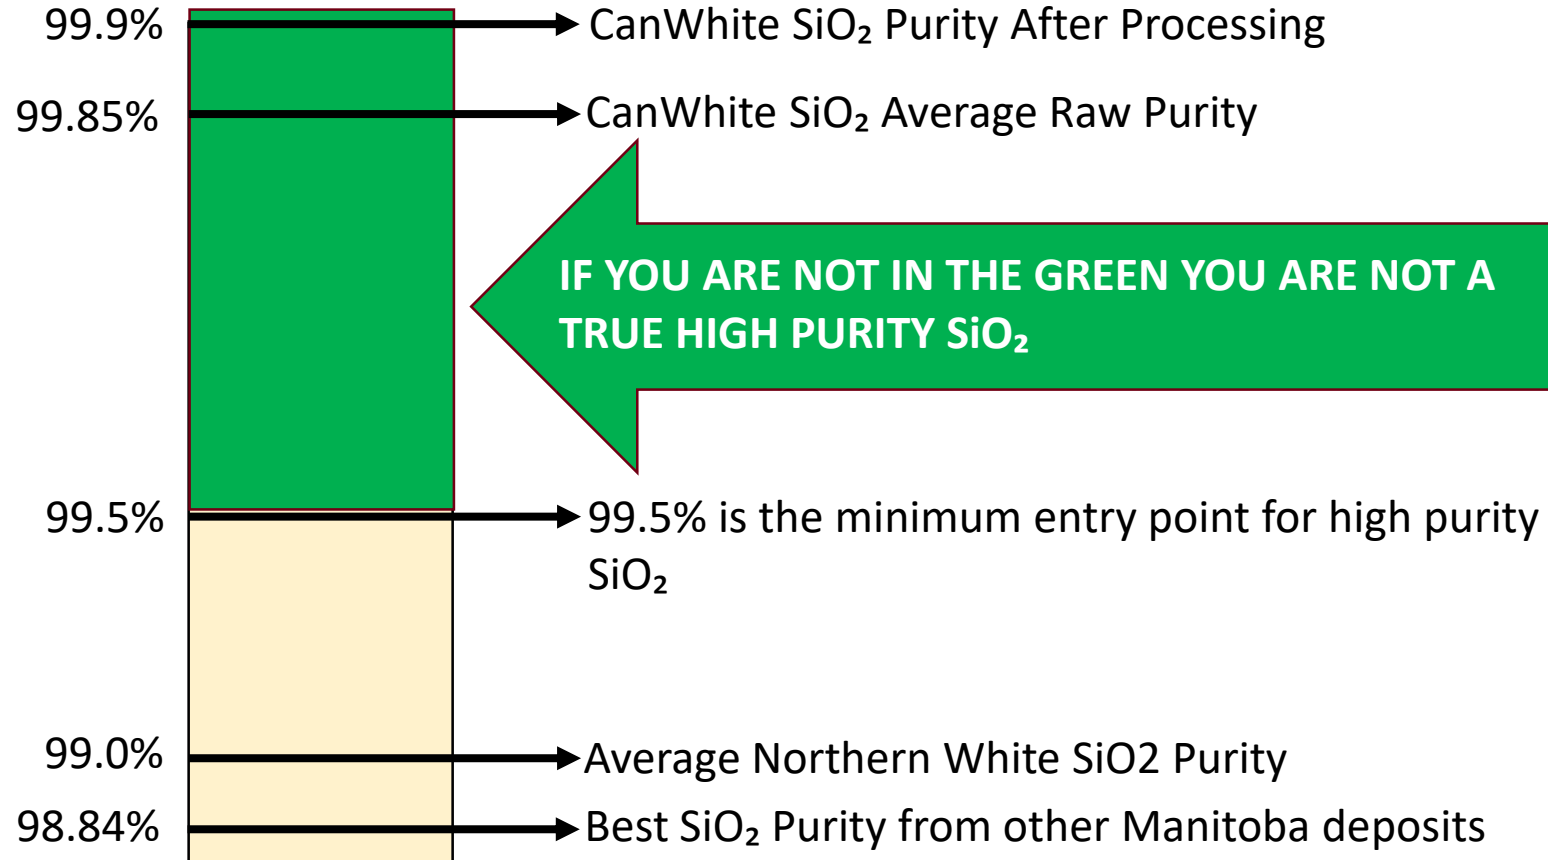 99.9%
CanWhite SiO₂ Purity After Processing
99.85%
CanWhite SiO₂ Average Raw Purity
IF YOU ARE NOT IN THE GREEN YOU ARE NOT A
TRUE HIGH PURITY SiO₂
99.5%
99.5% is the minimum entry point for high purity
SiO₂
99.0%
Average Northern White SiO2 Purity
98.84%
Best SiO₂ Purity from other Manitoba deposits